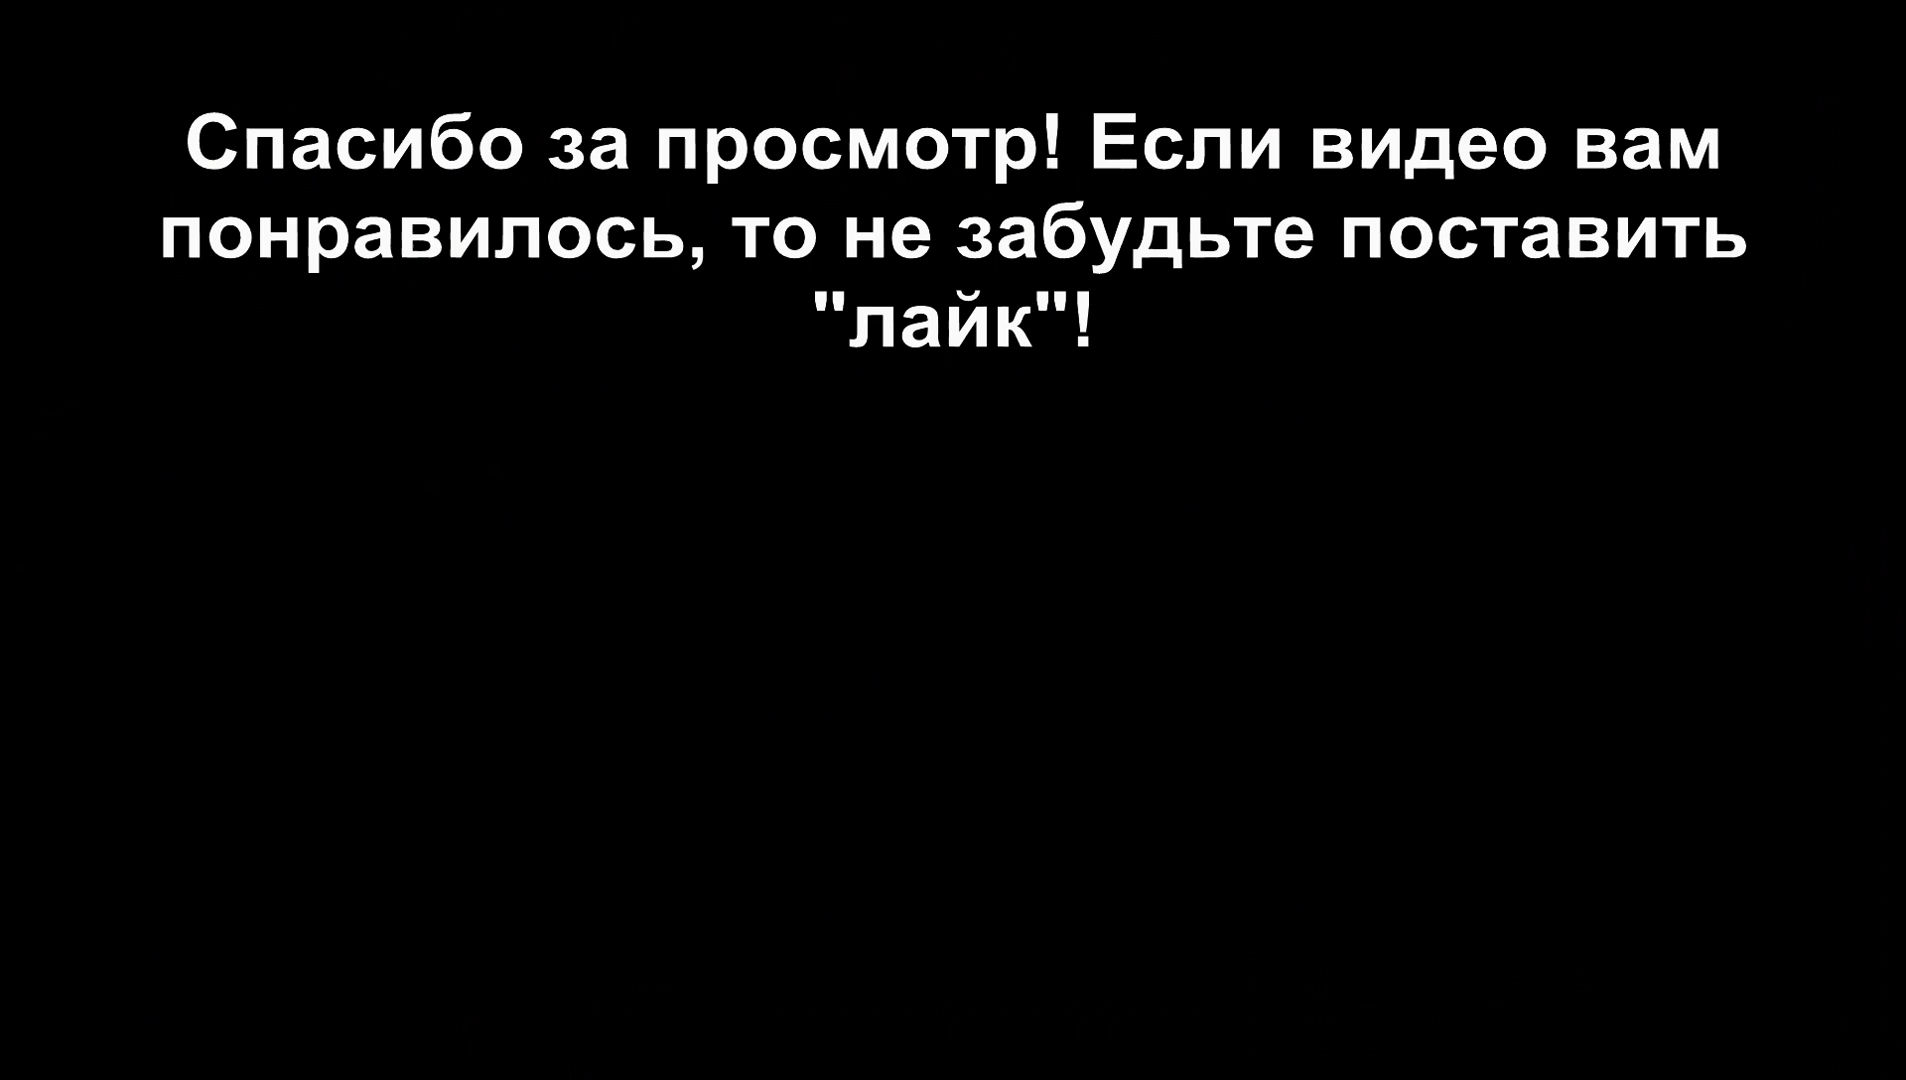 Спасибо за просмотр! Если видео вам
понравилось, то не забудьте поставить
"лайк"!